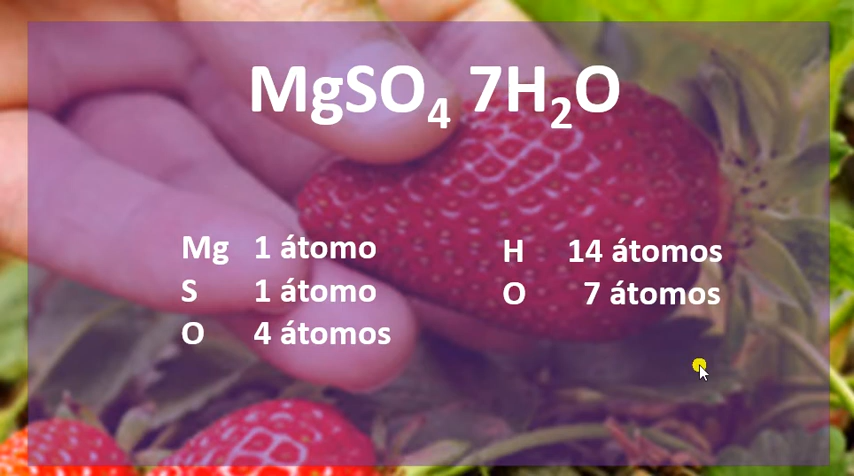 MgSO₄ 7H₂O
Mg 1 átomo
S 1 átomo
O 4 átomos
H 14 átomos
O 7 átomos